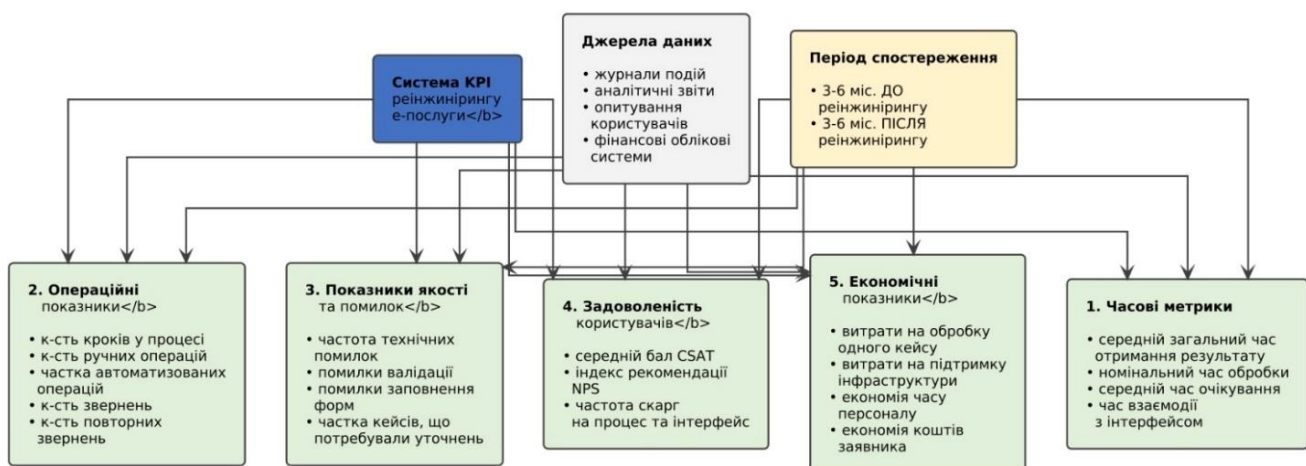 Система KPI
реінжинірингу
е-послуги</b>
Джерела даних
• журнали подій
• аналітичні звіти
• опитування
користувачів
• фінансові облікові
системи
Період спостереження
• 3-6 міс. ДО
реінжинірингу
• 3-6 міс. ПІСЛЯ
реінжинірингу
2. Операційні
показники</b>
• к-сть кроків у процесі
• к-сть ручних операцій
• частка автоматизованих
операцій
• к-сть звернень
• к-сть повторних
звернень
3. Показники якості
та помилок</b>
• частота технічних
помилок
• помилки валідації
• помилки заповнення
форм
• частка кейсів, що
потребували уточнень
4. Задоволеність
користувачів</b>
• середній бал CSAT
• індекс рекомендації
NPS
• частота скарг
на процес та інтерфейс
5. Економічні
показники</b>
• витрати на обробку
одного кейсу
• витрати на підтримку
інфраструктури
• економія часу
персоналу
• економія коштів
заявника
1. Часові метрики
• середній загальний час
отримання результату
• номінальний час обробки
• середній час очікування
• час взаємодії
з інтерфейсом